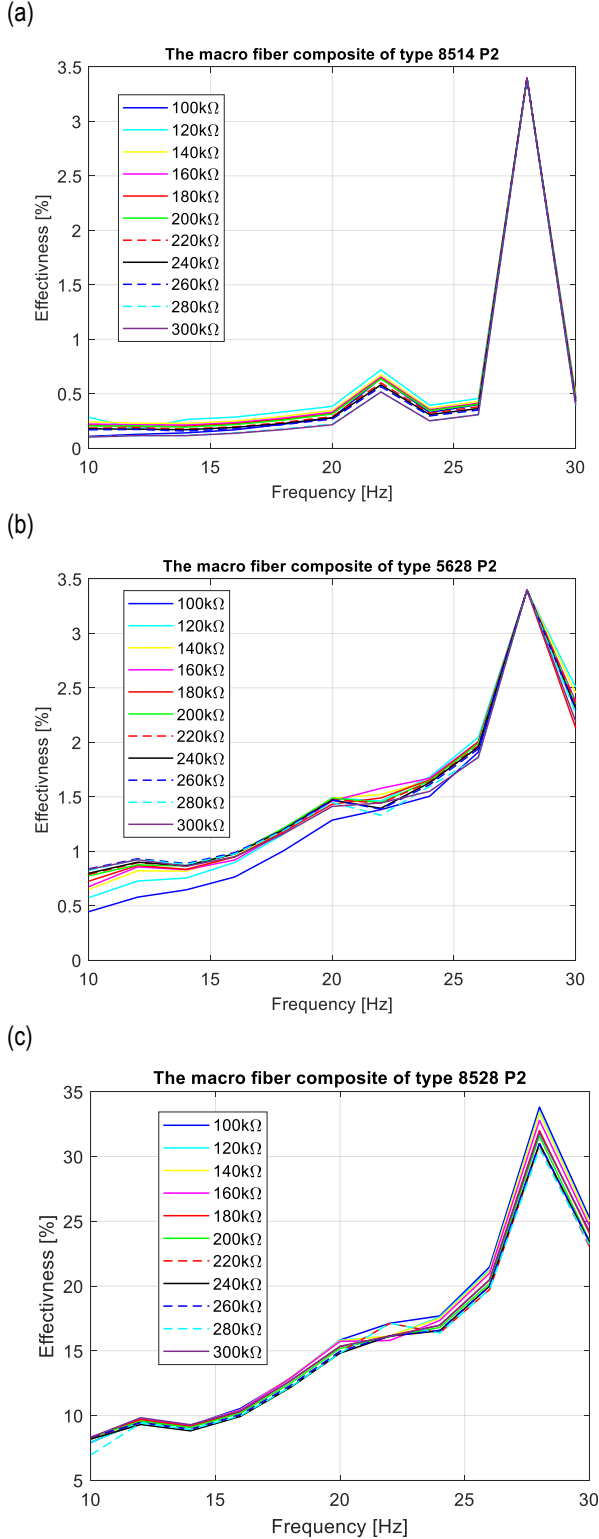 (a)
The macro fiber composite of type 8514 P2
3.5
3
2.5
2
1.5
1
0.5
0
Effectivness [%]
100kΩ
120kΩ
140kΩ
160kΩ
180kΩ
200kΩ
220kΩ
240kΩ
260kΩ
280kΩ
300kΩ
10 15 20 25 30
Frequency [Hz]
(b)
The macro fiber composite of type 5628 P2
3.5
3
2.5
2
1.5
1
0.5
0
Effectivness [%]
100kΩ
120kΩ
140kΩ
160kΩ
180kΩ
200kΩ
220kΩ
240kΩ
260kΩ
280kΩ
300kΩ
10 15 20 25 30
Frequency [Hz]
(c)
The macro fiber composite of type 8528 P2
35
30
25
20
15
10
5
Effectivness [%]
100kΩ
120kΩ
140kΩ
160kΩ
180kΩ
200kΩ
220kΩ
240kΩ
260kΩ
280kΩ
300kΩ
10 15 20 25 30
Frequency [Hz]